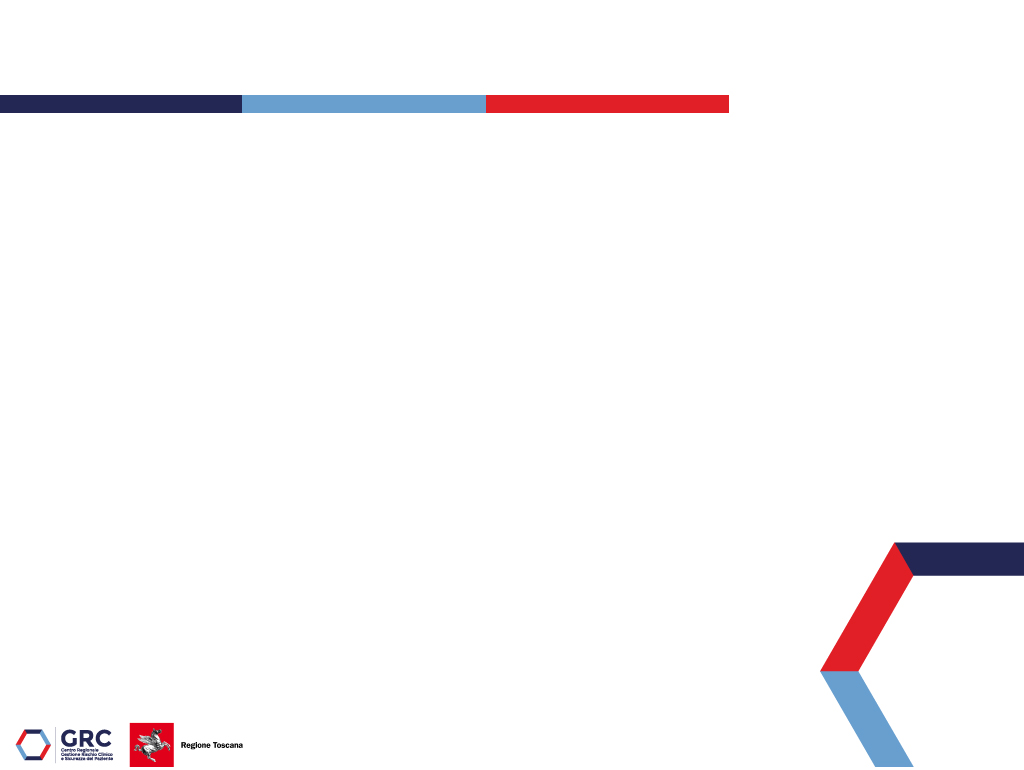 GRC
Centro Regionale
Gestione Rischio Clinico
e Sicurezza del Paziente
Regione Toscana